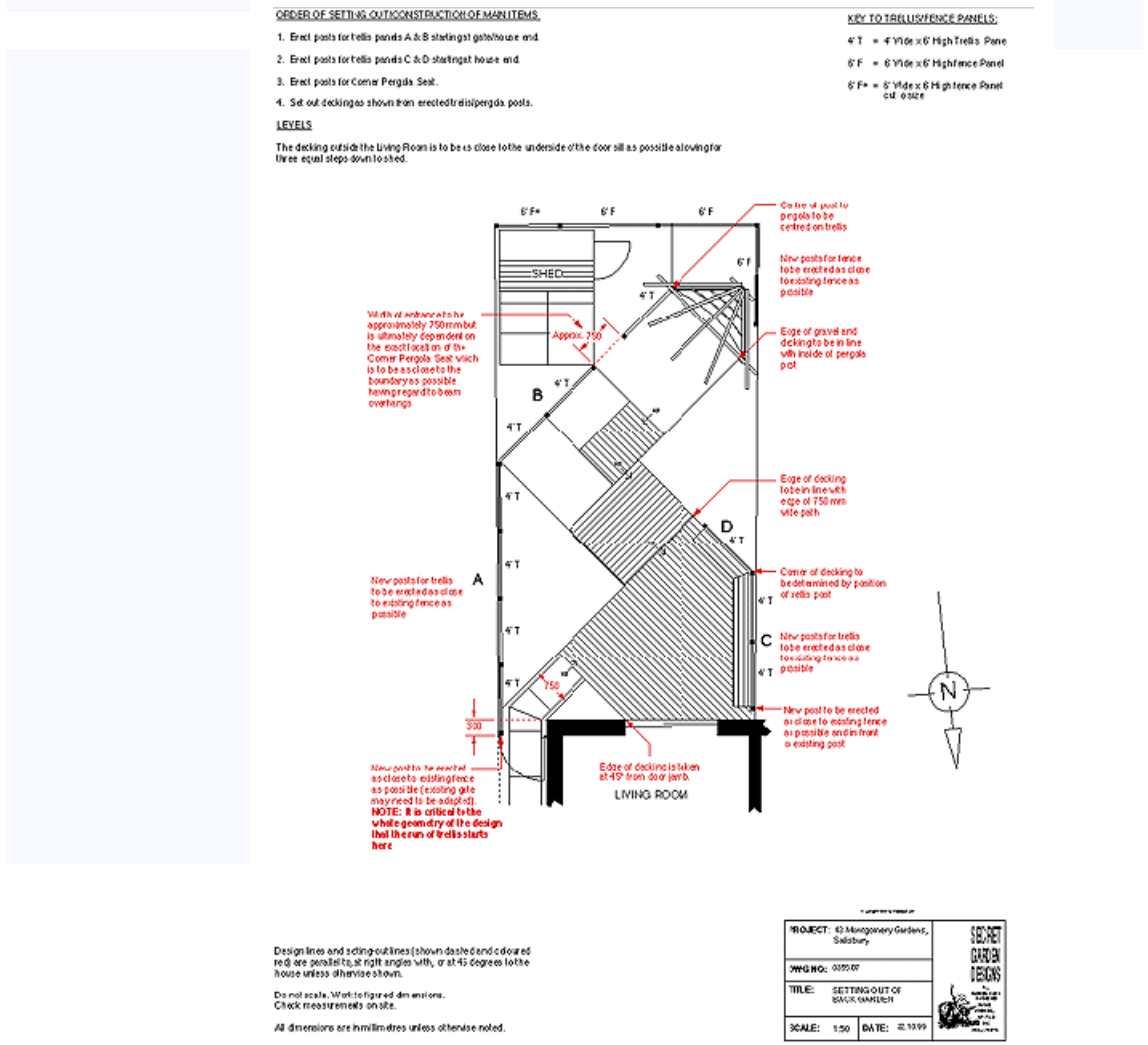 ORDER OF SETTING OUT/CONSTRUCTION OF MAIN ITEMS.
1. Erect posts for trellis panels A & B starting at gate/house end.
2. Erect posts for trellis panels C & D starting at house end.
3. Erect posts for Corner Pergola Seat.
4. Set out decking as shown from erected trellis/pergola posts.
LEVELS
The decking outside the Living Room is to be as close to the underside of the door sill as possible allowing for
three equal steps down to shed.
KEY TO TRELLIS/FENCE PANELS:
4'T = 4' Wide x 6' High Trellis Pane
6'F = 6' Wide x 6' High fence Panel
6'F* = 6' Wide x 6' High fence Panel
cut to size
6'F*
6'F
6'F
Centre of post to
pergola to be
centred on trellis
6'F
New posts for fence
to be erected as close
to existing fence as
possible
SHED
4'T
Width of entrance to be
approximately 750mm but
is ultimately dependent on
the exact location of the
Corner Pergola Seat which
is to be as close to the
boundary as possible
having regard to beam
overhangs
Approx. 750
Edge of gravel and
decking to be in line
with inside of pergola
post
B
4'T
4'T
4'T
Edge of decking
to be in line with
edge of 750 mm
wide path
D
4'T
A
4'T
New posts for trellis
to be erected as close
to existing fence as
possible
Corner of decking to
be determined by position
of trellis post
4'T
4'T
C
New posts for trellis
to be erected as close
to existing fence as
possible
4'T
4'T
750
N
300
New post to be erected
as close to existing fence
as possible and in front
of existing post
New post to be erected
as close to existing fence
as possible (existing gate
may need to be adapted).
NOTE: It is critical to the
whole geometry of the design
that the run of trellis starts
here
Edge of decking is taken
at 45° from door jamb.
LIVING ROOM
Design lines and setting-out lines (shown dashed and coloured
red) are parallel to, at right angles with, or at 45 degrees to the
house unless otherwise shown.
Do not scale. Work to figured dimensions.
Check measurements on site.
All dimensions are in millimetres unless otherwise noted.
PROJECT: 43 Montgomery Gardens,
Salisbury
DWG NO:
TITLE: SETTING OUT OF
BACK GARDEN
SCALE: 1:50 DATE: 22.10.99
SECRET
GARDEN
DESIGNS